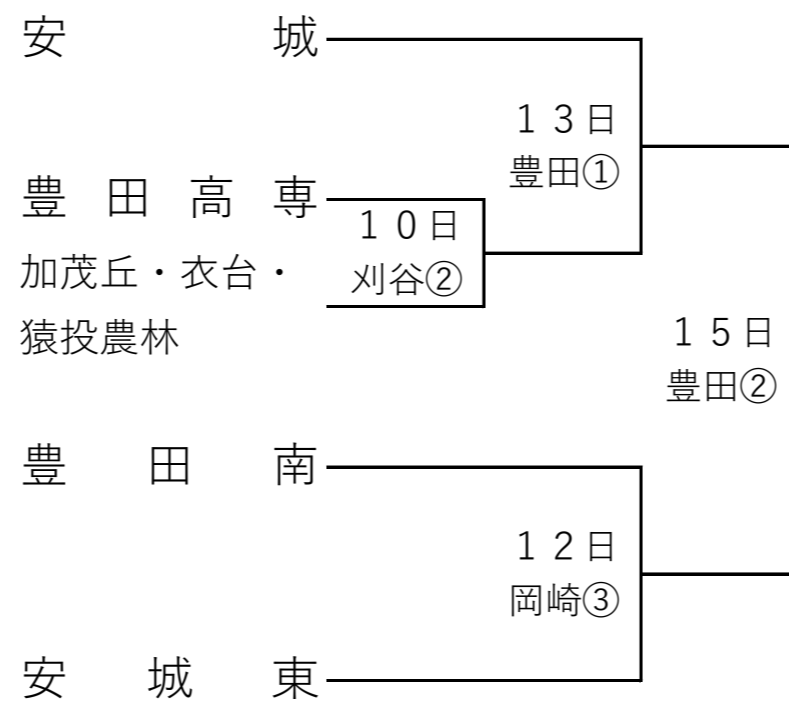 安城
13日
豊田①
豊田高専
10日
刈谷②
加茂丘・衣台・
猿投農林
15日
豊田②
豊田南
12日
岡崎③
安城東